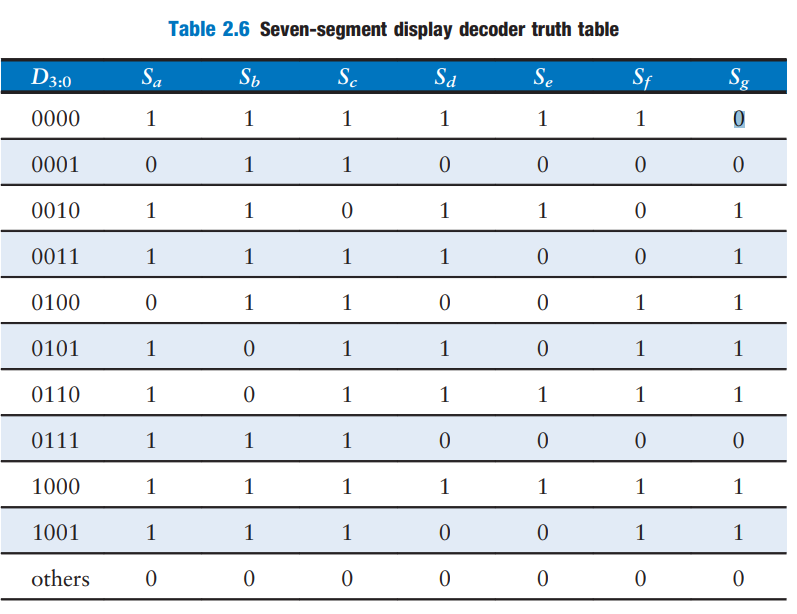 Table 2.6 Seven-segment display decoder truth table
D3:0 Sa Sb Sc Sd Se Sf Sg
0000 1 1 1 1 1 1 0
0001 0 1 1 0 0 0 0
0010 1 1 0 1 1 0 1
0011 1 1 1 1 0 0 1
0100 0 1 1 0 0 1 1
0101 1 0 1 1 0 1 1
0110 1 0 1 1 1 1 1
0111 1 1 1 0 0 0 0
1000 1 1 1 1 1 1 1
1001 1 1 1 0 0 1 1
others 0 0 0 0 0 0 0